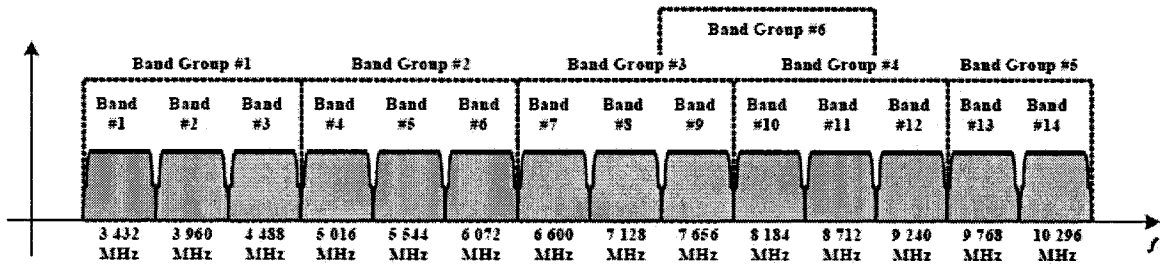 Band Group #6
Band Group #1 Band Group #2 Band Group #3 Band Group #4 Band Group #5
Band Band Band Band Band Band Band Band Band Band Band Band Band Band
#1 #2 #3 #4 #5 #6 #7 #8 #9 #10 #11 #12 #13 #14
3 432 3 960 4 488 5 016 5 544 6 072 6 600 7 128 7 656 8 184 8 712 9 240 9 768 10 296
MHz MHz MHz MHz MHz MHz MHz MHz MHz MHz MHz MHz MHz MHz f